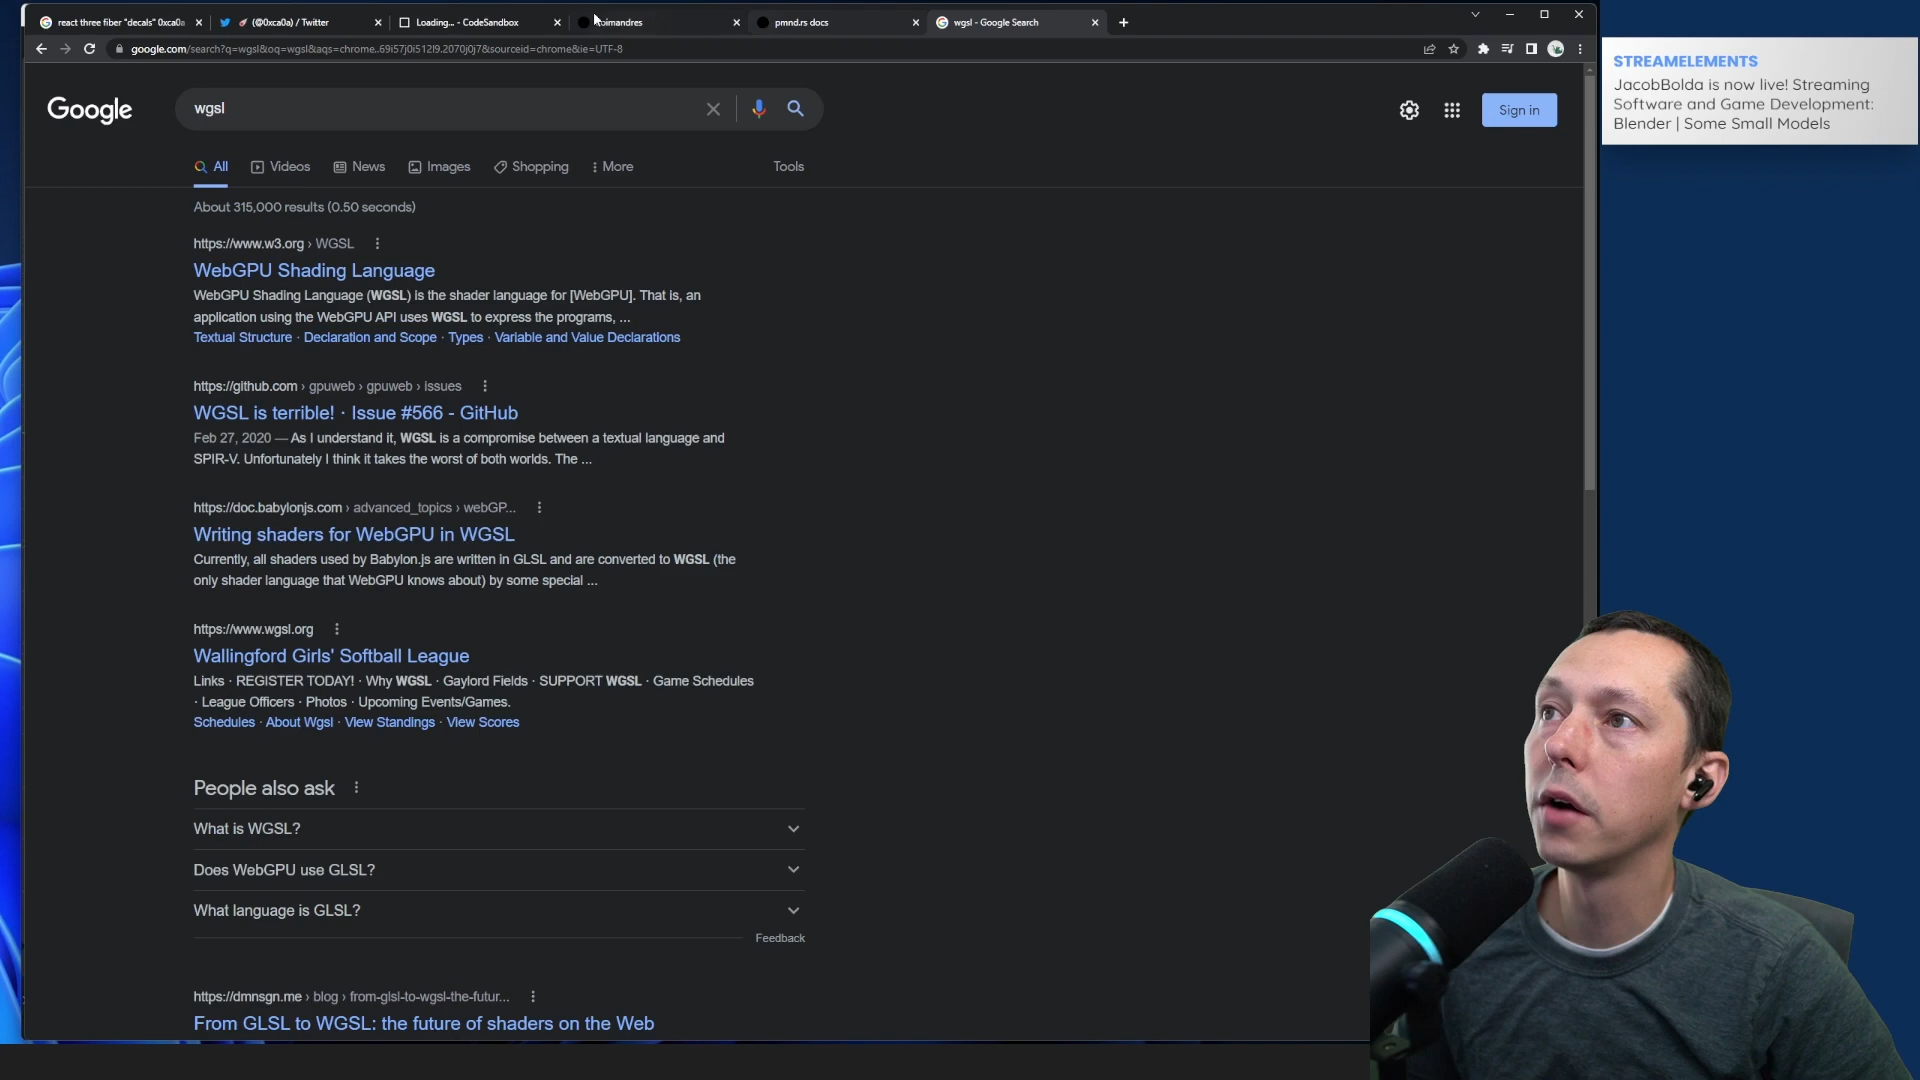 react three fiber "decals" 0xca0a
(@0xca0a) / Twitter
Loading... - CodeSandbox
oimandres
pmnd.rs docs
wgsl - Google Search
google.com/search?q=wgsl&oq=wgsl&aqs=chrome..69i57j0i512l9.2070j0j7&sourceid=chrome&ie=UTF-8
STREAMELEMENTS
JacobBolda is now live! Streaming
Software and Game Development:
Blender | Some Small Models
Google
wgsl
Sign in
All
Videos
News
Images
Shopping
More
Tools
About 315,000 results (0.50 seconds)
https://www.w3.org › WGSL
WebGPU Shading Language
WebGPU Shading Language (WGSL) is the shader language for [WebGPU]. That is, an
application using the WebGPU API uses WGSL to express the programs, ...
Textual Structure · Declaration and Scope · Types · Variable and Value Declarations
https://github.com › gpuweb › gpuweb › issues
WGSL is terrible! · Issue #566 - GitHub
Feb 27, 2020 — As I understand it, WGSL is a compromise between a textual language and
SPIR-V. Unfortunately I think it takes the worst of both worlds. The ...
https://doc.babylonjs.com › advanced_topics › webGP...
Writing shaders for WebGPU in WGSL
Currently, all shaders used by Babylon.js are written in GLSL and are converted to WGSL (the
only shader language that WebGPU knows about) by some special ...
https://www.wgsl.org
Wallingford Girls' Softball League
Links · REGISTER TODAY! · Why WGSL · Gaylord Fields · SUPPORT WGSL · Game Schedules
· League Officers · Photos · Upcoming Events/Games.
Schedules · About Wgsl · View Standings · View Scores
People also ask
What is WGSL?
Does WebGPU use GLSL?
What language is GLSL?
Feedback
https://dmnsgn.me › blog › from-glsl-to-wgsl-the-futur...
From GLSL to WGSL: the future of shaders on the Web